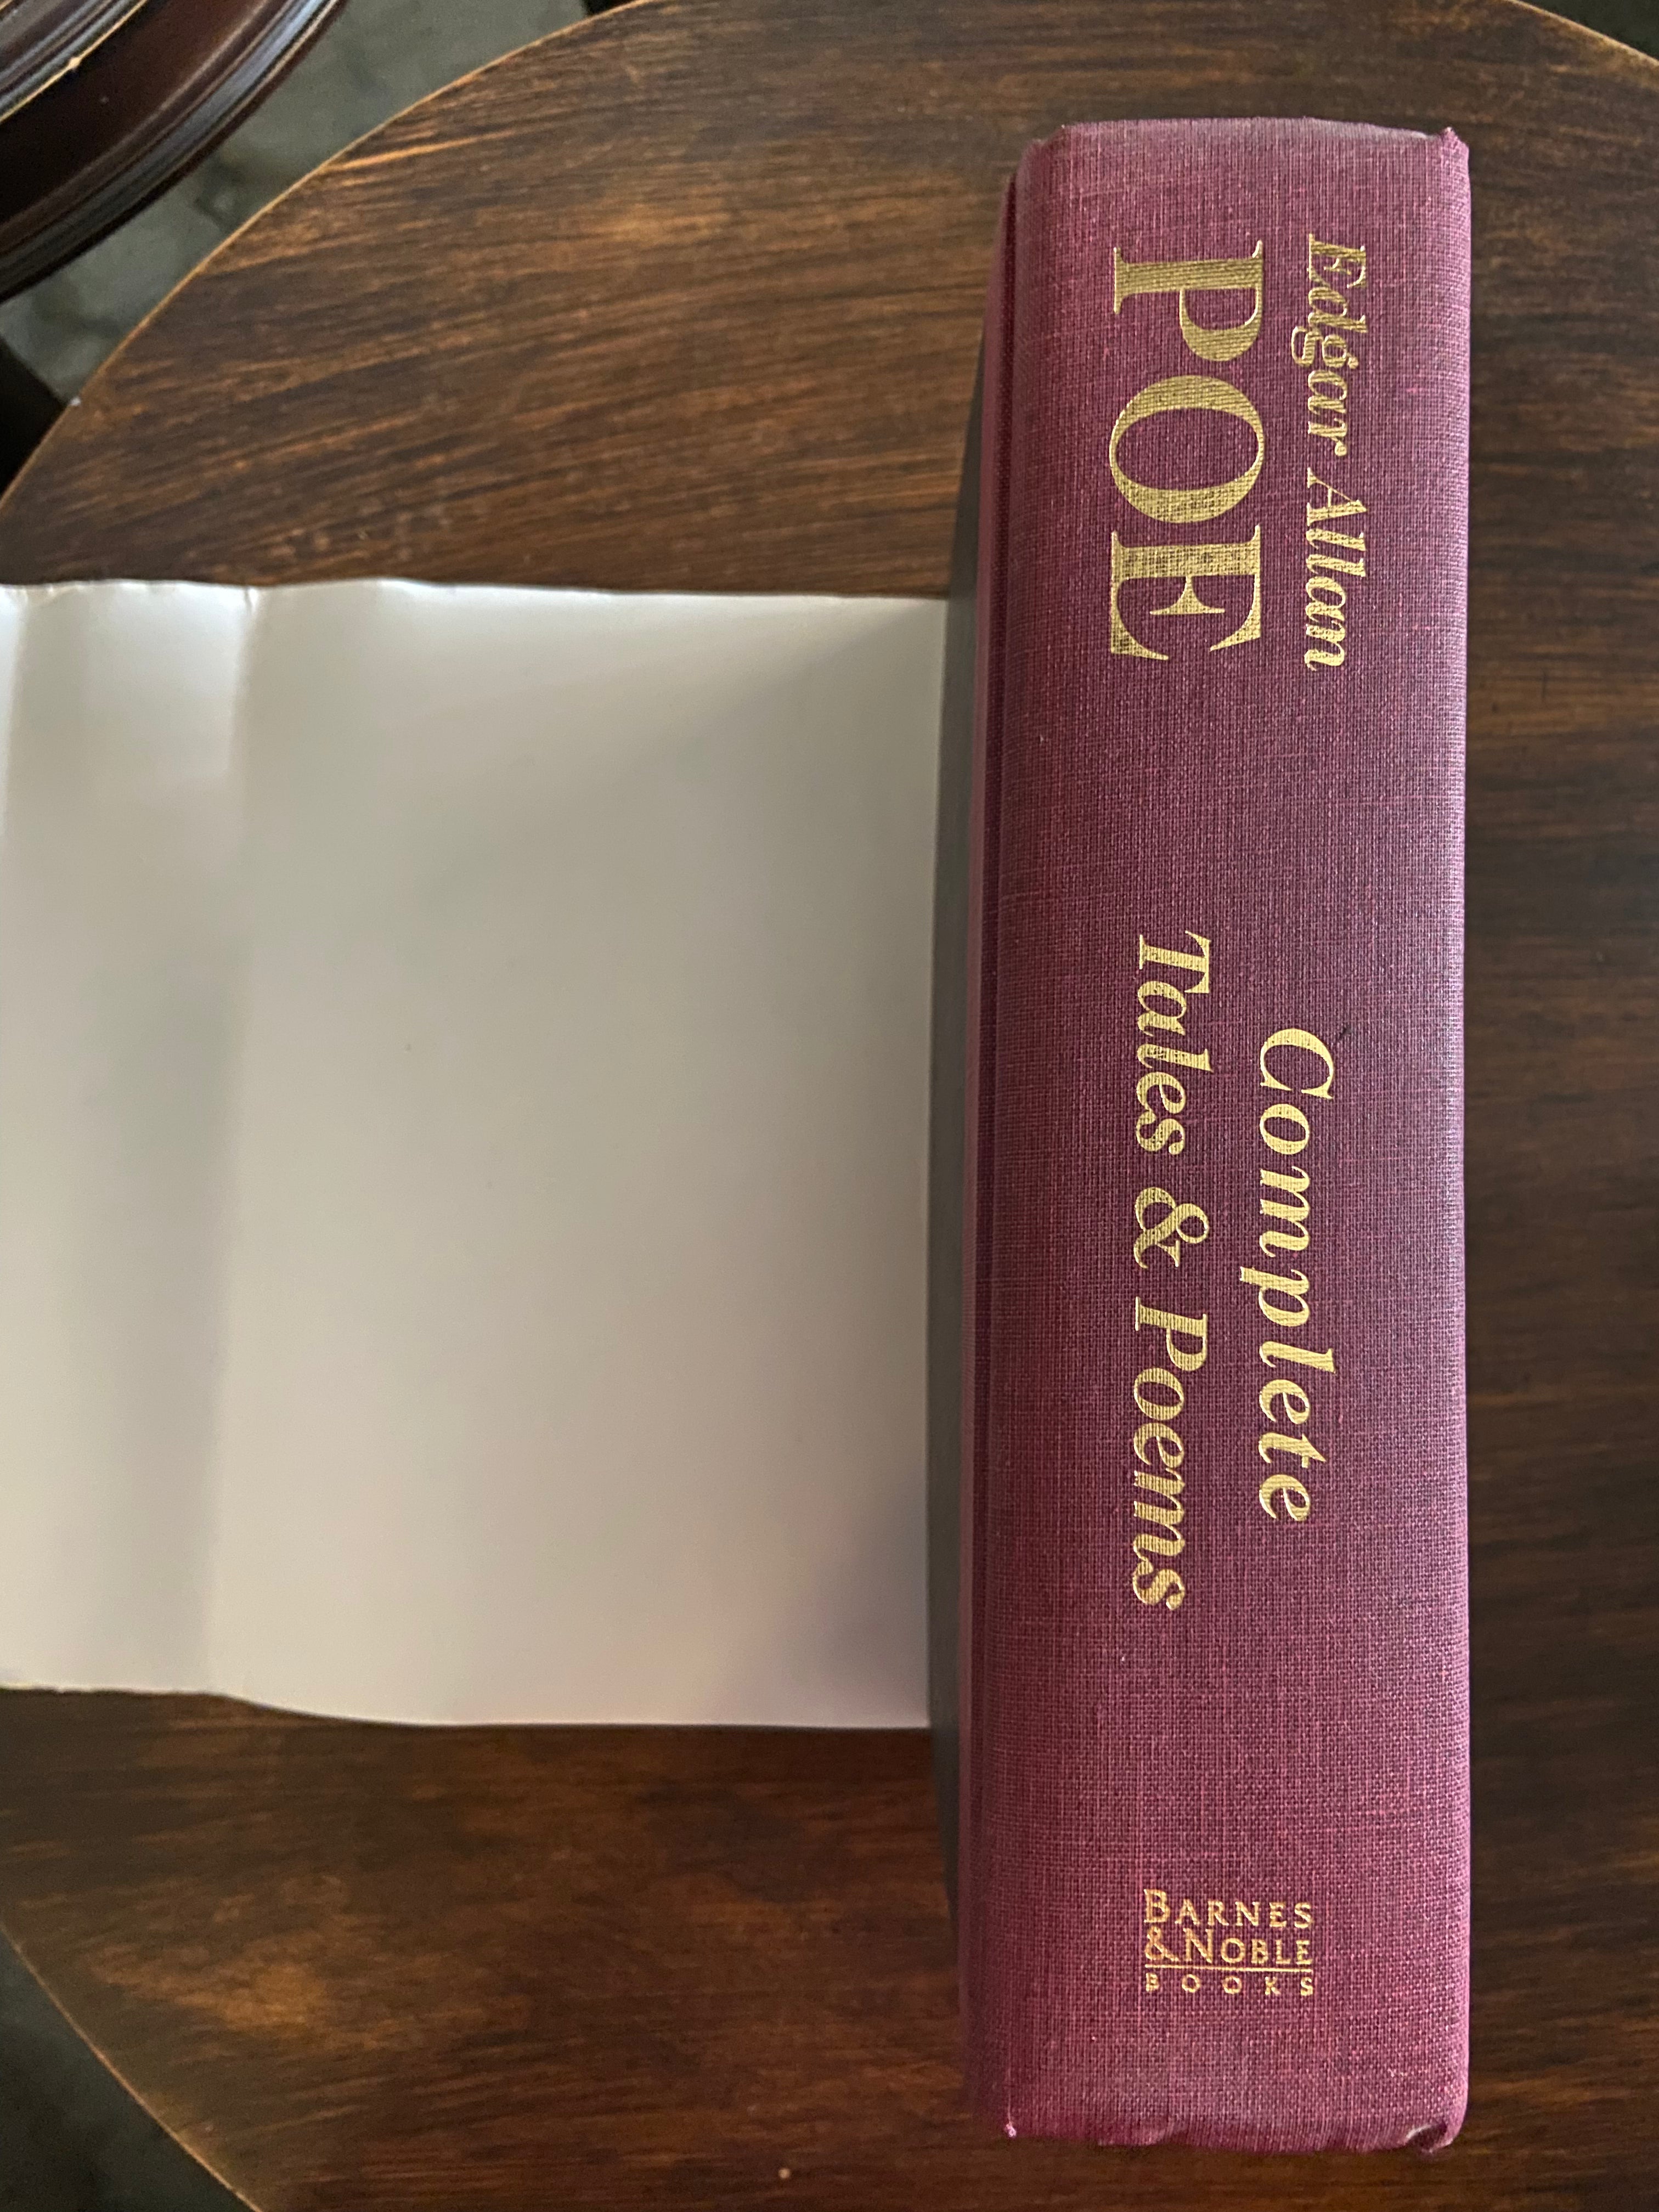 Edgar Allan
POE
Complete
Tales & Poems
BARNES
& NOBLE
BOOKS